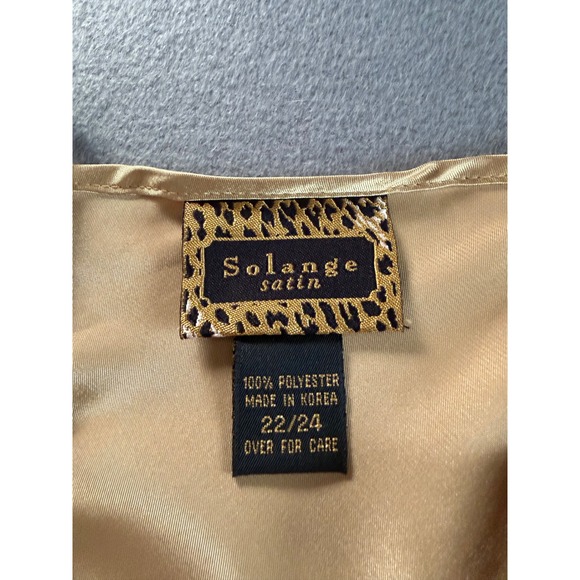 Solange
satin
100% POLYESTER
MADE IN KOREA
22/24
OVER FOR CARE